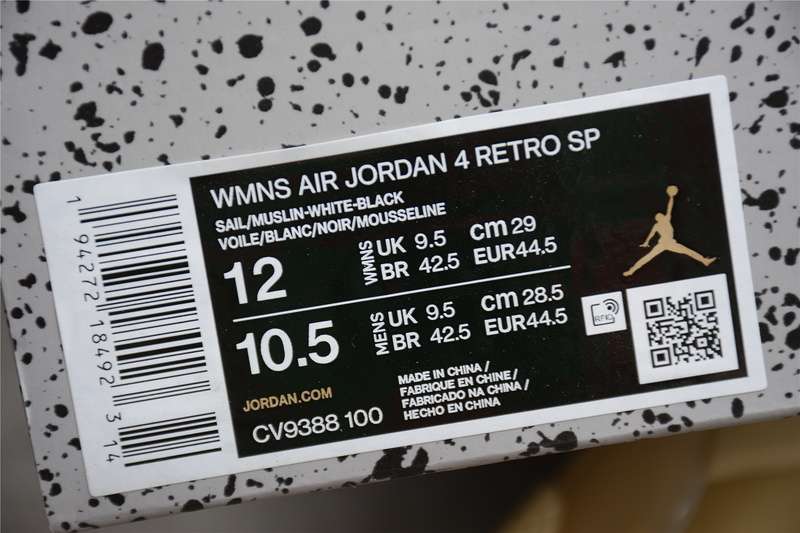 WMNS AIR JORDAN 4 RETRO SP
SAIL/MUSLIN-WHITE-BLACK
VOILE/BLANC/NOIR/MOUSSELINE
12
WMNS
UK 9.5 cm 29
BR 42.5 EUR44.5
10.5
MENS
UK 9.5 cm 28.5
BR 42.5 EUR44.5
JORDAN.COM
CV9388 100
MADE IN CHINA /
FABRIQUE EN CHINE /
FABRICADO NA CHINA /
HECHO EN CHINA
RFID
1 94272 18492 3 14